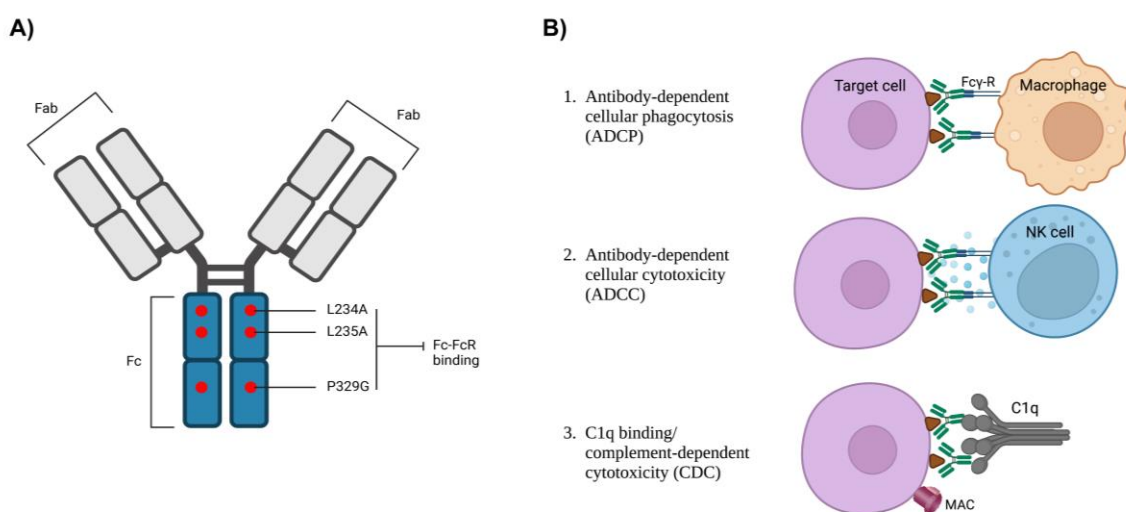 A)
Fab
Fab
L234A
L235A
Fc
Fc-FcR
binding
P329G
B)
1. Antibody-dependent
cellular phagocytosis
(ADCP)
Target cell
Fcγ-R
Macrophage
2. Antibody-dependent
cellular cytotoxicity
(ADCC)
NK cell
3. C1q binding/
complement-dependent
cytotoxicity (CDC)
C1q
MAC